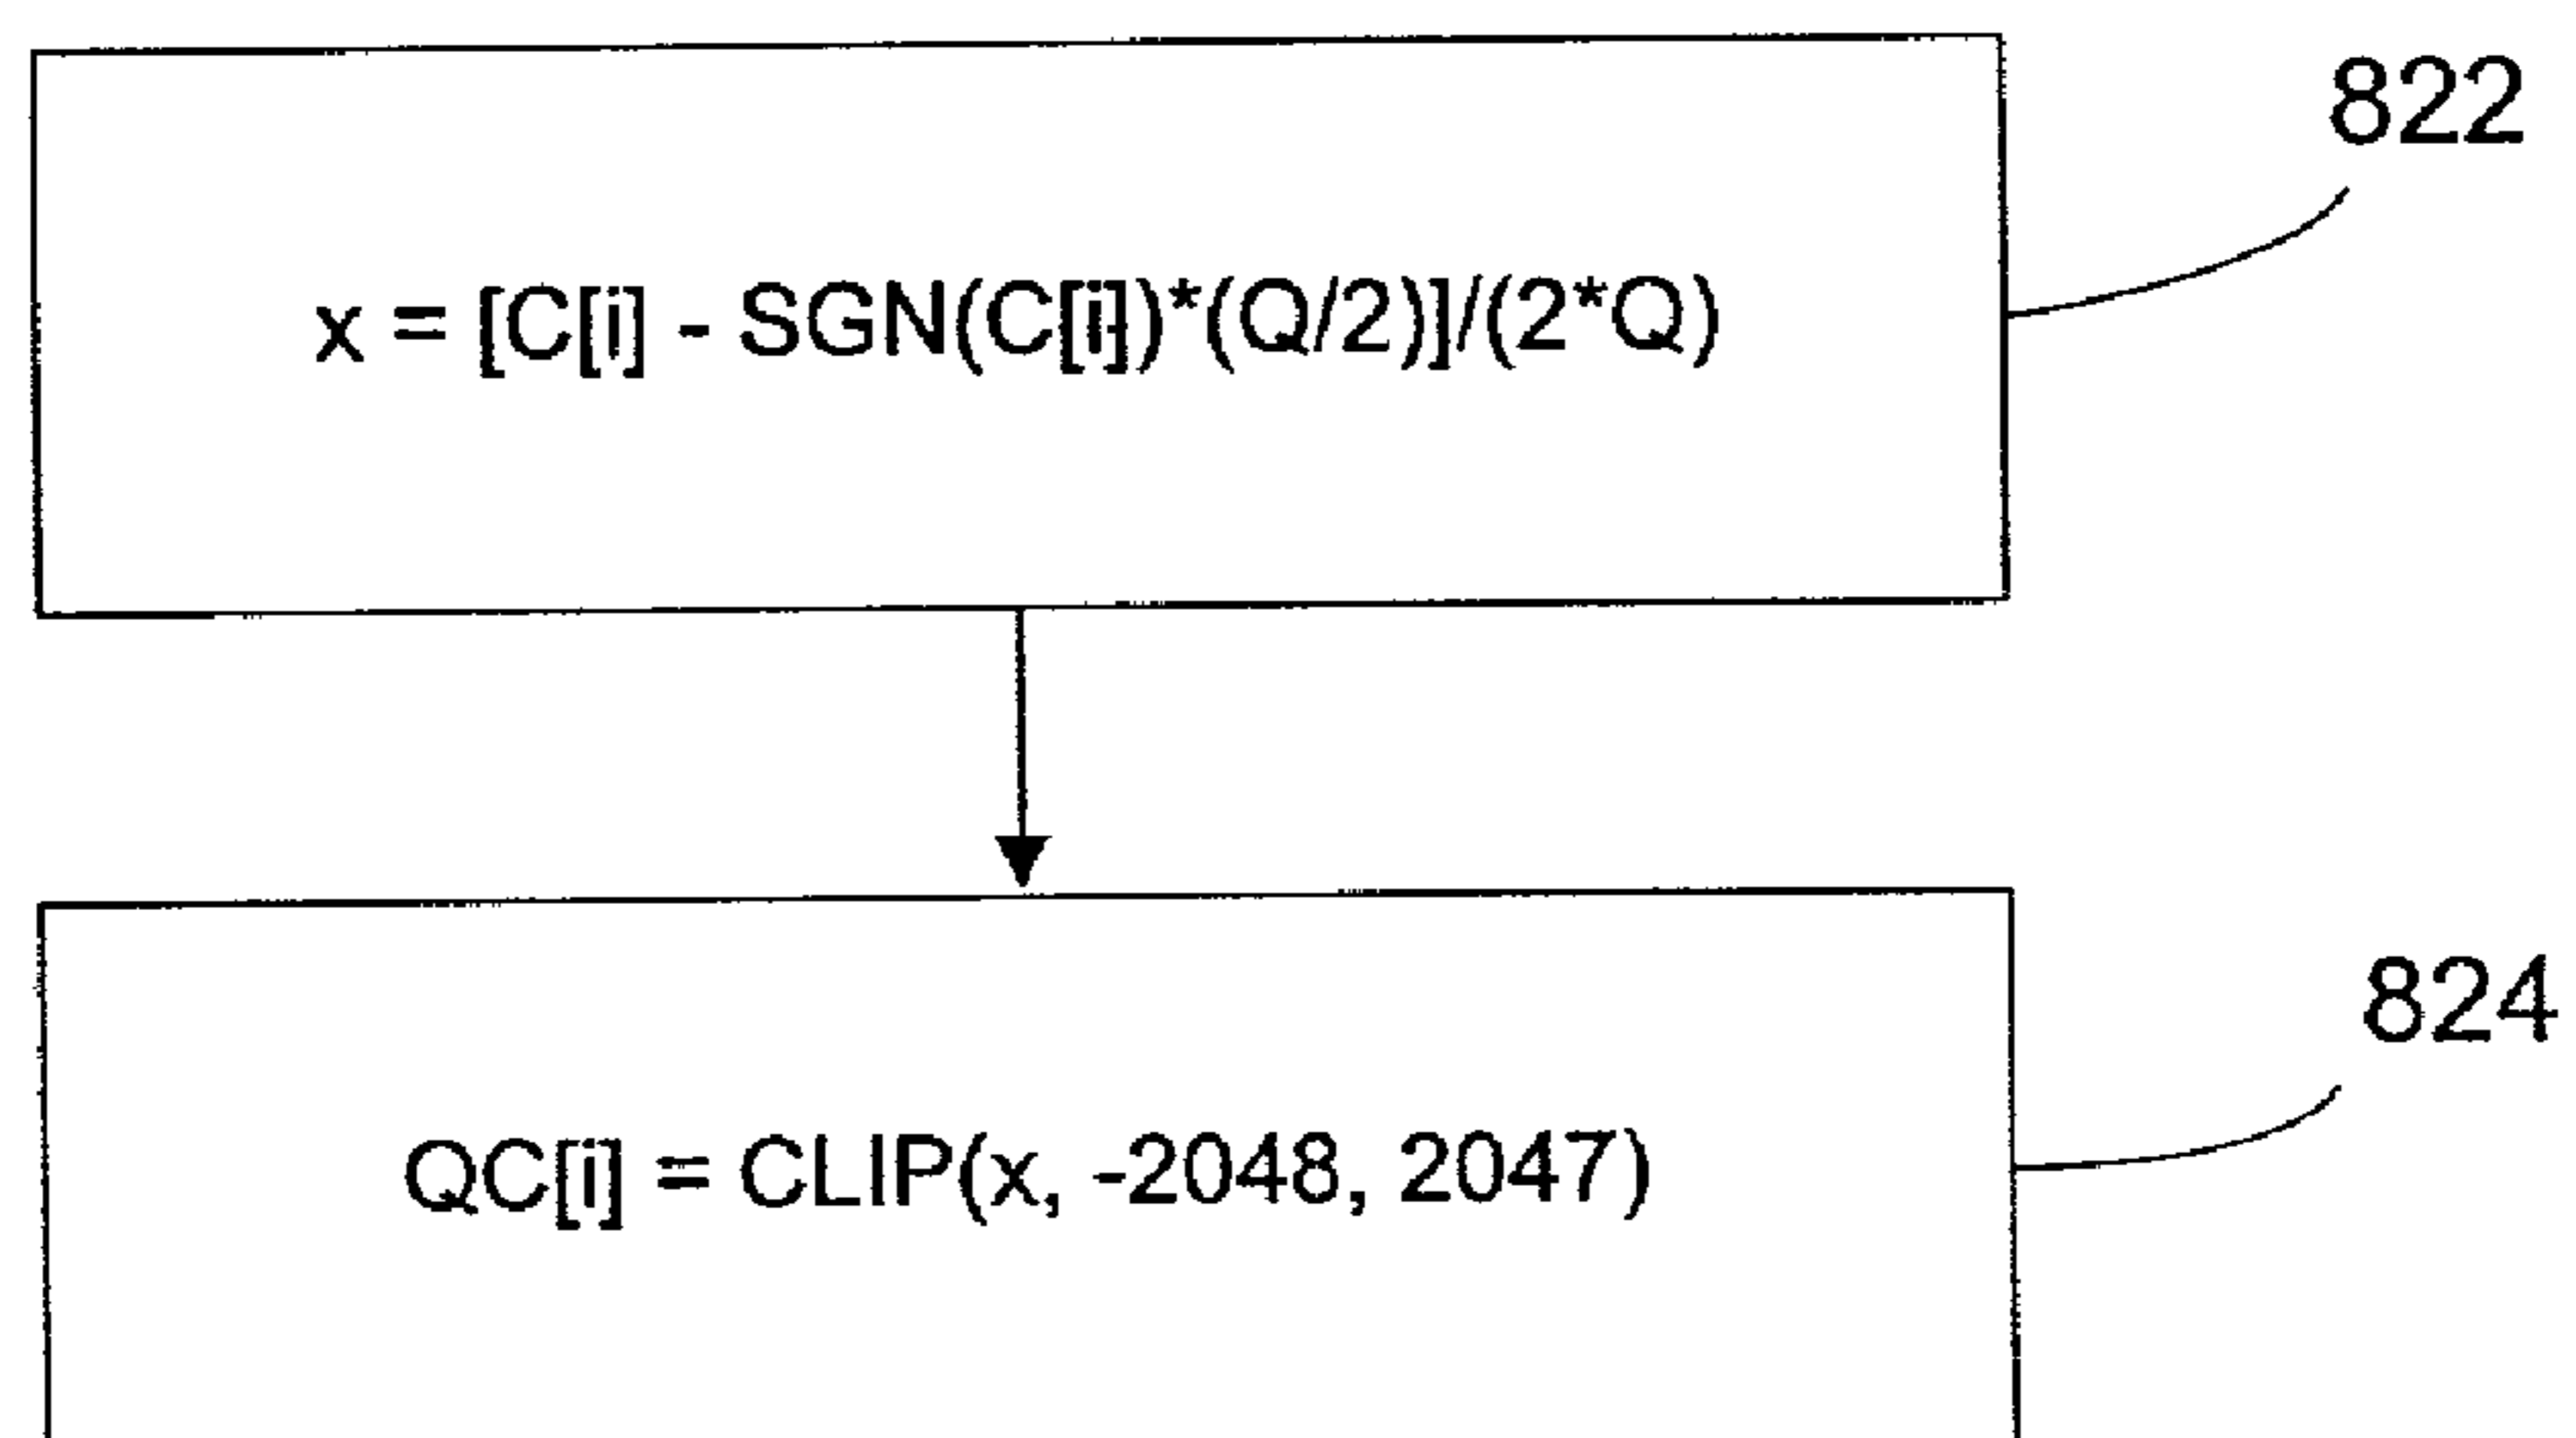 822
x = [C[i] - SGN(C[i])*(Q/2)]/(2*Q)
824
QC[i] = CLIP(x, -2048, 2047)